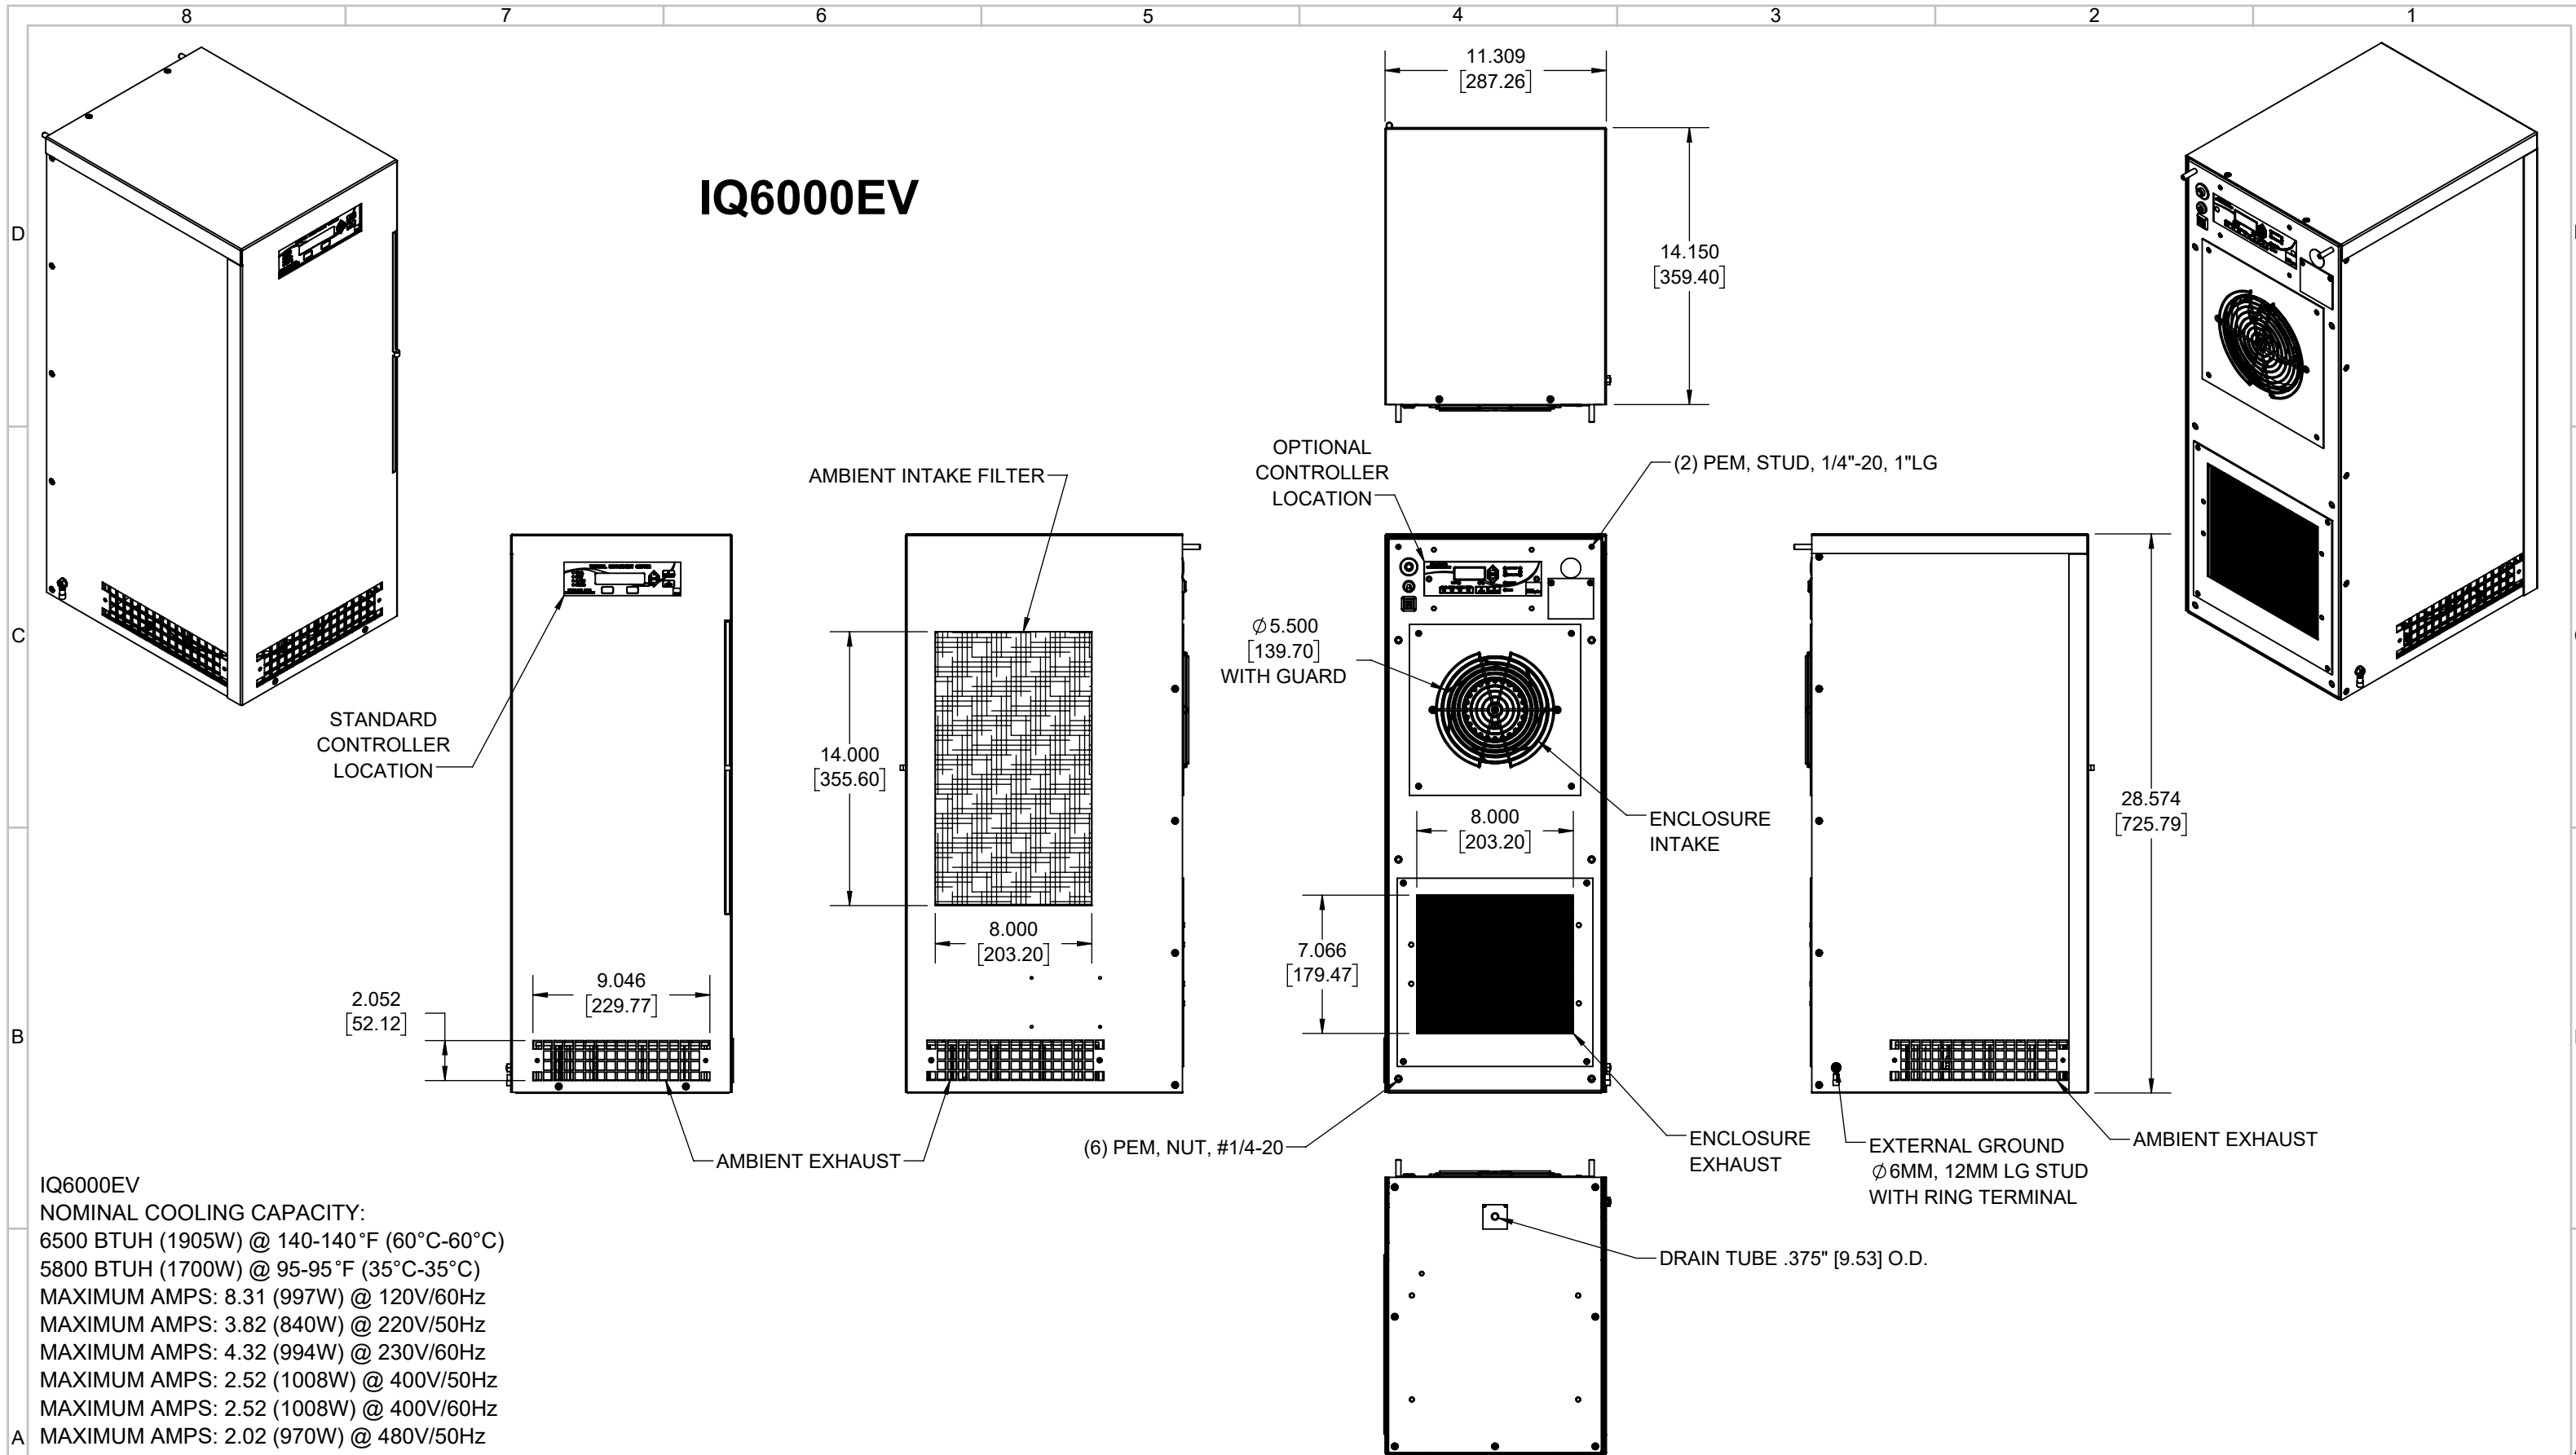 8 7 6 5 4 3 2 1
D
C
B
A
IQ6000EV
11.309
[287.26]
14.150
[359.40]
AMBIENT INTAKE FILTER
OPTIONAL
CONTROLLER
LOCATION
(2) PEM, STUD, 1/4"-20, 1"LG
STANDARD
CONTROLLER
LOCATION
14.000
[355.60]
8.000
[203.20]
⌀5.500
[139.70]
WITH GUARD
ENCLOSURE
INTAKE
8.000
[203.20]
28.574
[725.79]
7.066
[179.47]
2.052
[52.12]
9.046
[229.77]
AMBIENT EXHAUST
(6) PEM, NUT, #1/4-20
ENCLOSURE
EXHAUST
EXTERNAL GROUND
⌀6MM, 12MM LG STUD
WITH RING TERMINAL
AMBIENT EXHAUST
DRAIN TUBE .375" [9.53] O.D.
IQ6000EV
NOMINAL COOLING CAPACITY:
6500 BTUH (1905W) @ 140-140°F (60°C-60°C)
5800 BTUH (1700W) @ 95-95°F (35°C-35°C)
MAXIMUM AMPS: 8.31 (997W) @ 120V/60Hz
MAXIMUM AMPS: 3.82 (840W) @ 220V/50Hz
MAXIMUM AMPS: 4.32 (994W) @ 230V/60Hz
MAXIMUM AMPS: 2.52 (1008W) @ 400V/50Hz
MAXIMUM AMPS: 2.52 (1008W) @ 400V/60Hz
MAXIMUM AMPS: 2.02 (970W) @ 480V/50Hz